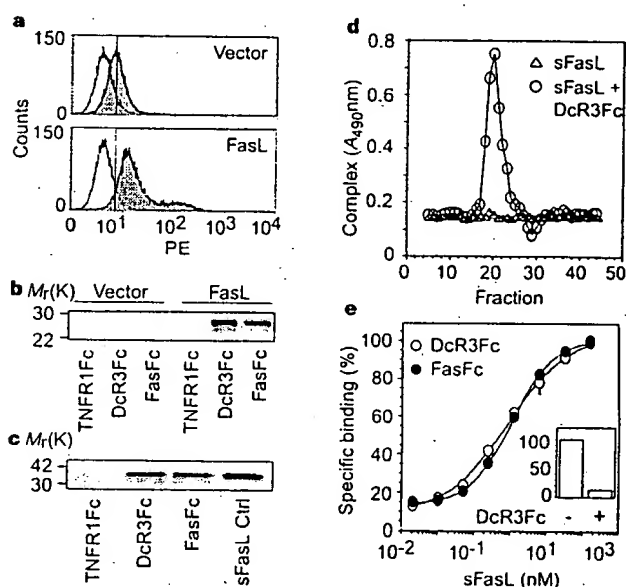 a
150
Vector
0
Counts
150
FasL
0
0 10¹ 10² 10³ 10⁴
PE
b Mr(K) Vector FasL
30
22
TNFR1Fc
DcR3Fc
FasFc
TNFR1Fc
DcR3Fc
FasFc
c Mr(K)
42
30
TNFR1Fc
DcR3Fc
FasFc
sFasL Ctrl
d
0.8
0.6
0.4
0.2
0
Complex (A490nm)
sFasL
sFasL +
DcR3Fc
0 10 20 30 40 50
Fraction
e
100
80
60
40
20
0
Specific binding (%)
DcR3Fc
FasFc
100
50
0
DcR3Fc - +
10⁻² 10⁻¹ 10⁰ 10¹ 10² 10³
sFasL (nM)